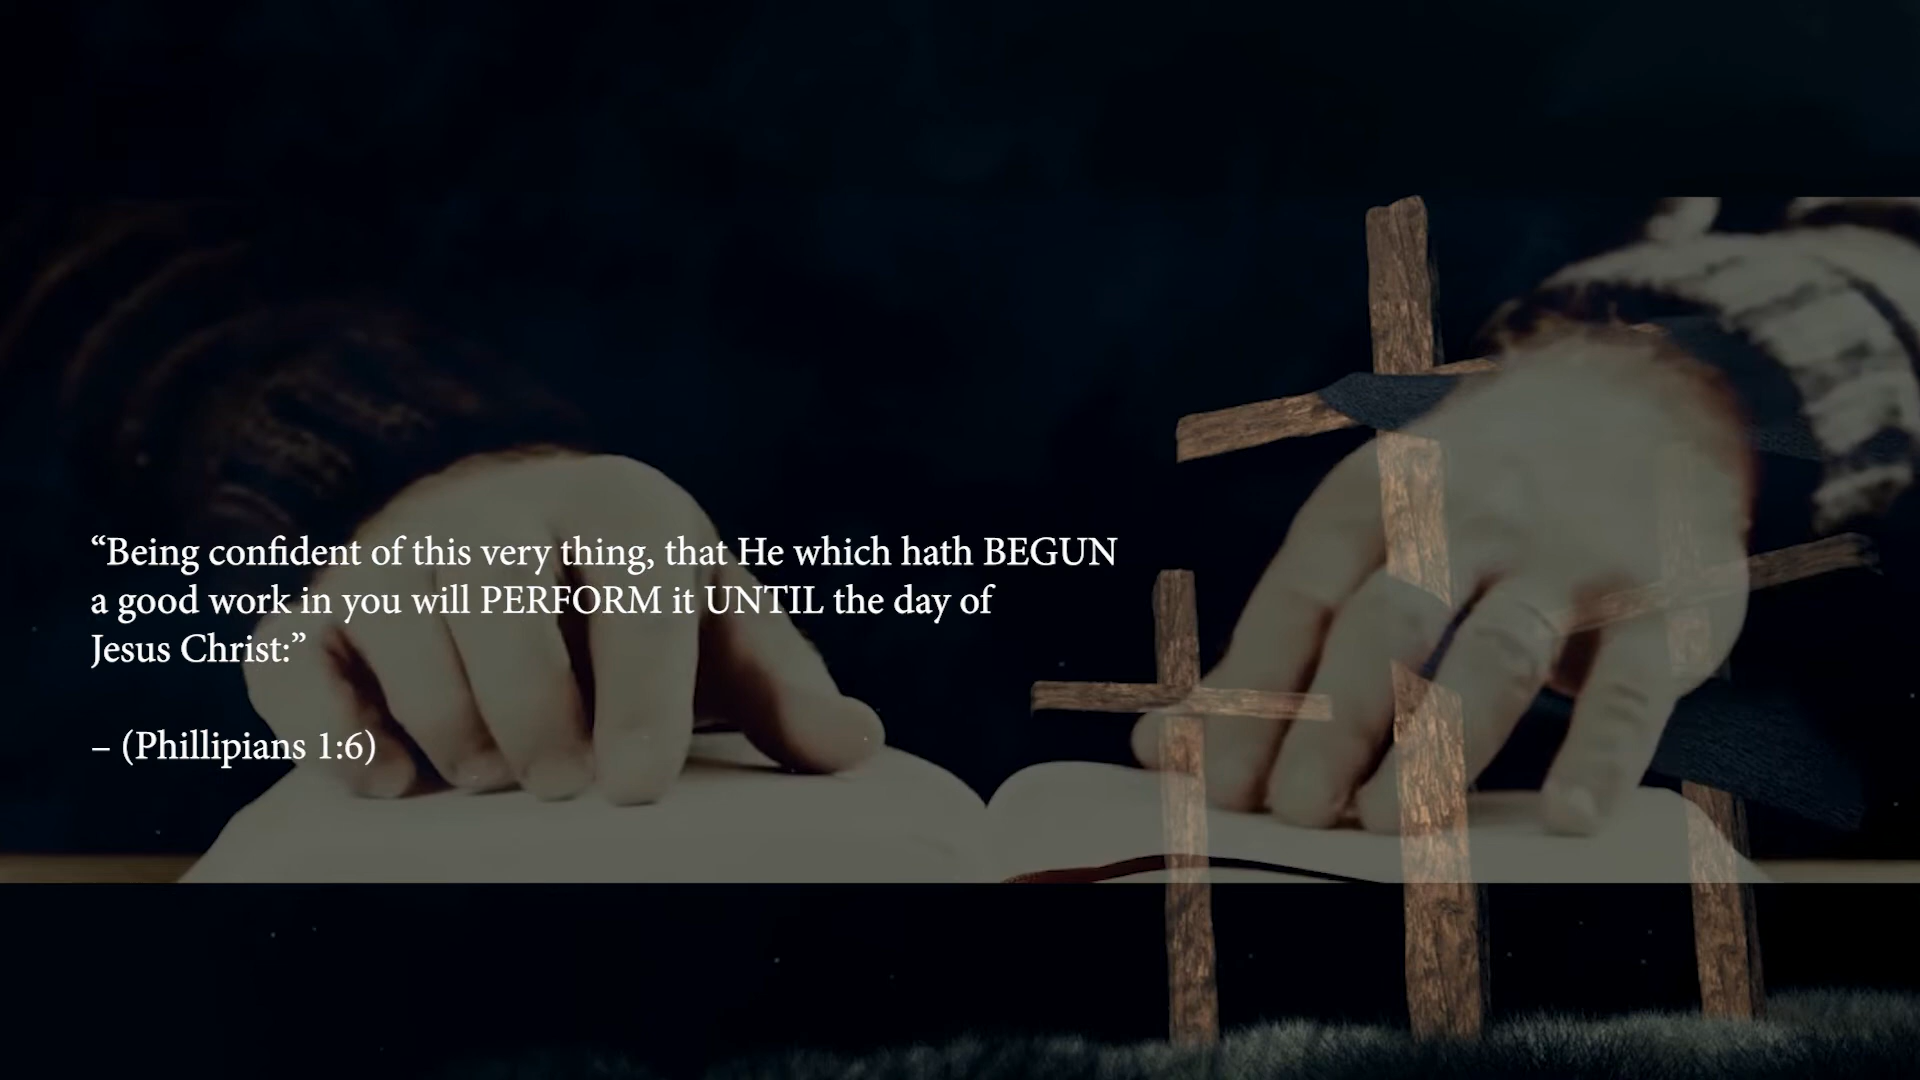 “Being confident of this very thing, that He which hath BEGUN
a good work in you will PERFORM it UNTIL the day of
Jesus Christ:”
– (Phillipians 1:6)